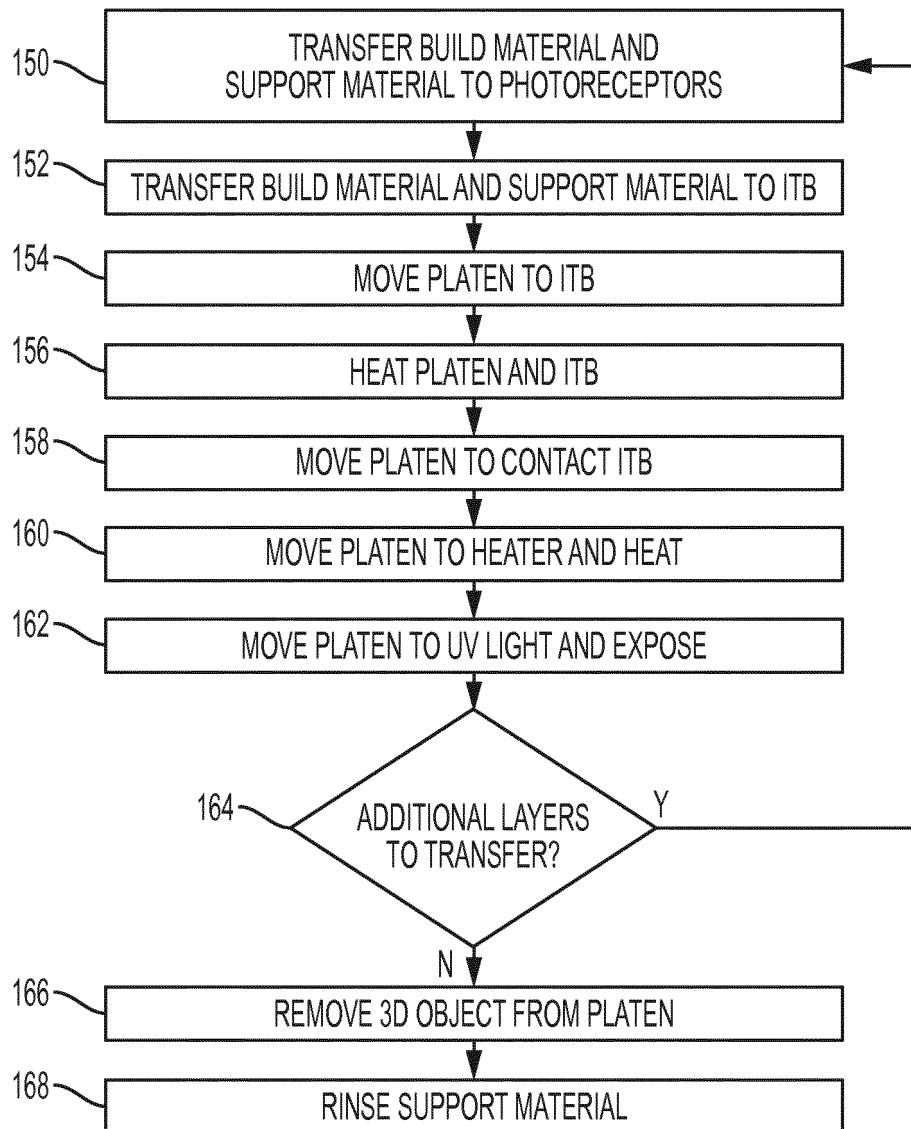 150
TRANSFER BUILD MATERIAL AND
SUPPORT MATERIAL TO PHOTORECEPTORS
152
TRANSFER BUILD MATERIAL AND SUPPORT MATERIAL TO ITB
154
MOVE PLATEN TO ITB
156
HEAT PLATEN AND ITB
158
MOVE PLATEN TO CONTACT ITB
160
MOVE PLATEN TO HEATER AND HEAT
162
MOVE PLATEN TO UV LIGHT AND EXPOSE
164
ADDITIONAL LAYERS
TO TRANSFER?
Y
N
166
REMOVE 3D OBJECT FROM PLATEN
168
RINSE SUPPORT MATERIAL